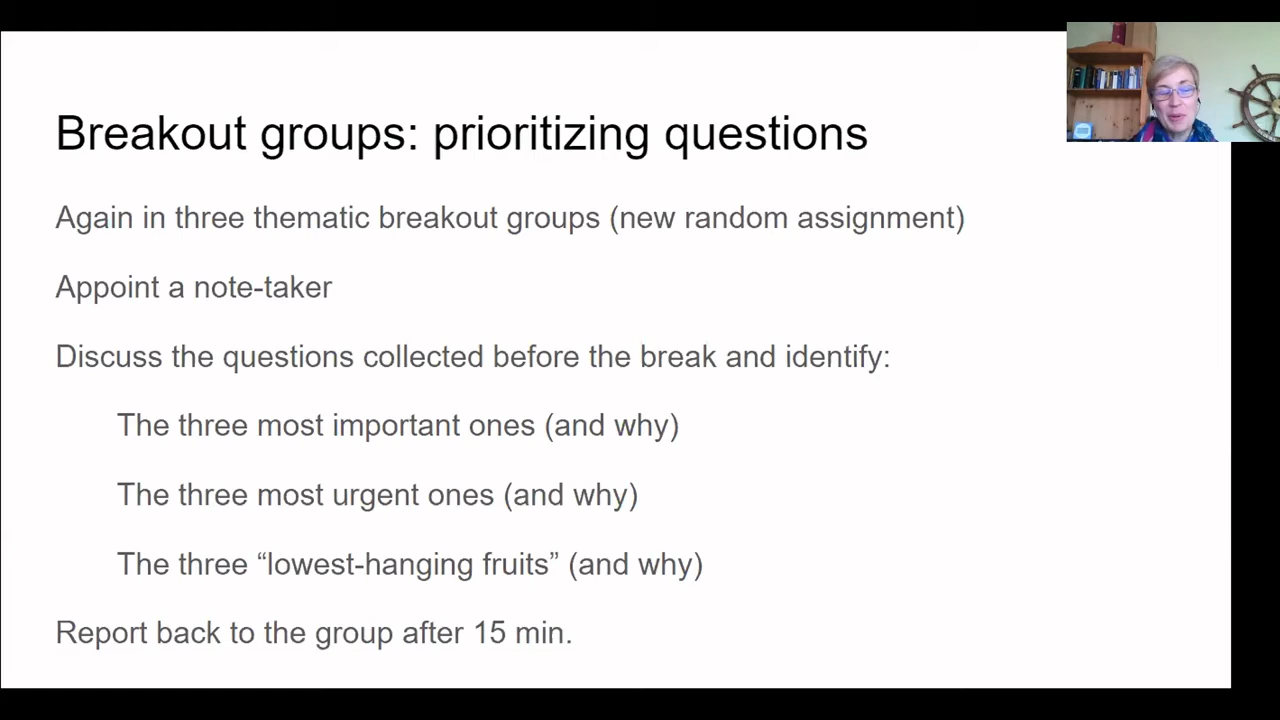 Breakout groups: prioritizing questions
Again in three thematic breakout groups (new random assignment)
Appoint a note-taker
Discuss the questions collected before the break and identify:
The three most important ones (and why)
The three most urgent ones (and why)
The three “lowest-hanging fruits” (and why)
Report back to the group after 15 min.